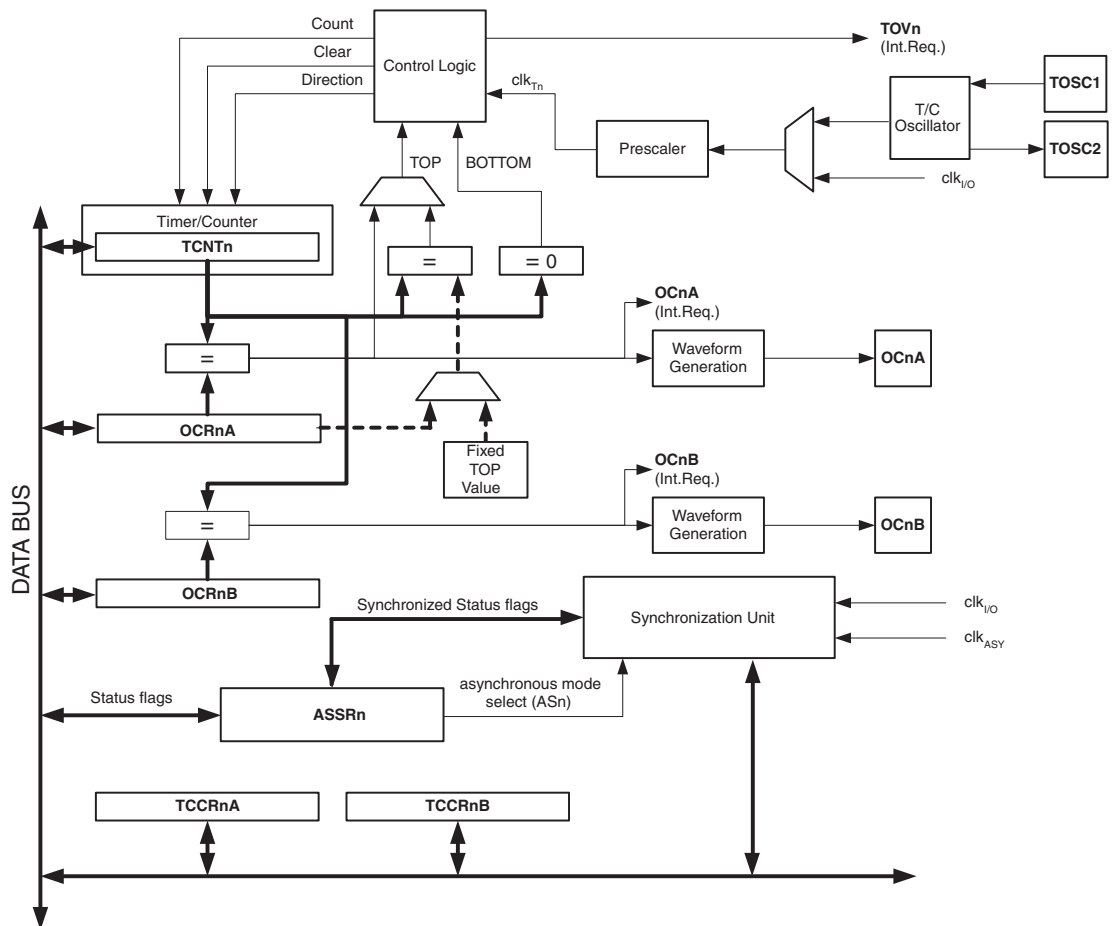 Count
Clear
Direction
Control Logic
TOVn
(Int.Req.)
clkTn
TOSC1
T/C
Oscillator
Prescaler
TOSC2
clkI/O
TOP
BOTTOM
Timer/Counter
TCNTn
=
= 0
OCnA
(Int.Req.)
=
Waveform
Generation
OCnA
OCRnA
Fixed
TOP
Value
OCnB
(Int.Req.)
=
Waveform
Generation
OCnB
DATA BUS
OCRnB
Synchronized Status flags
Synchronization Unit
clkI/O
clkASY
Status flags
ASSRn
asynchronous mode
select (ASn)
TCCRnA
TCCRnB